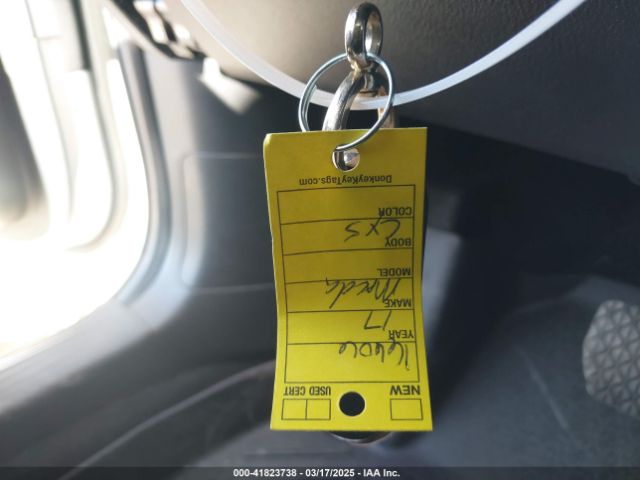 NEW USED CERT
YEAR
17
MAKE
Mazda
MODEL
BODY
CX5
COLOR
DonkeyKeyTags.com
000-41823738 - 03/17/2025 - IAA Inc.